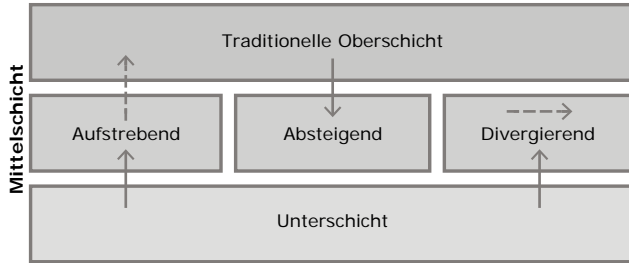 Traditionelle Oberschicht
Mittelschicht
Aufstrebend
Absteigend
Divergierend
Unterschicht